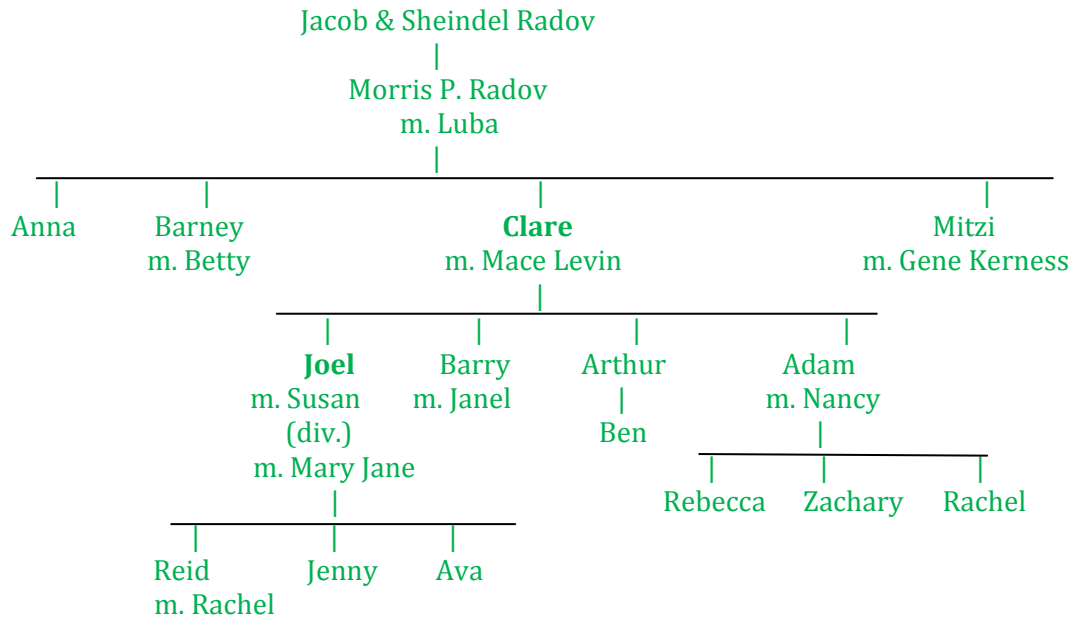 Jacob & Sheindel Radov
Morris P. Radov
m. Luba
Anna Barney Clare Mitzi
m. Betty m. Mace Levin m. Gene Kerness
Joel Barry Arthur Adam
m. Susan m. Janel m. Nancy
(div.) Ben
m. Mary Jane
Rebecca Zachary Rachel
Reid Jenny Ava
m. Rachel